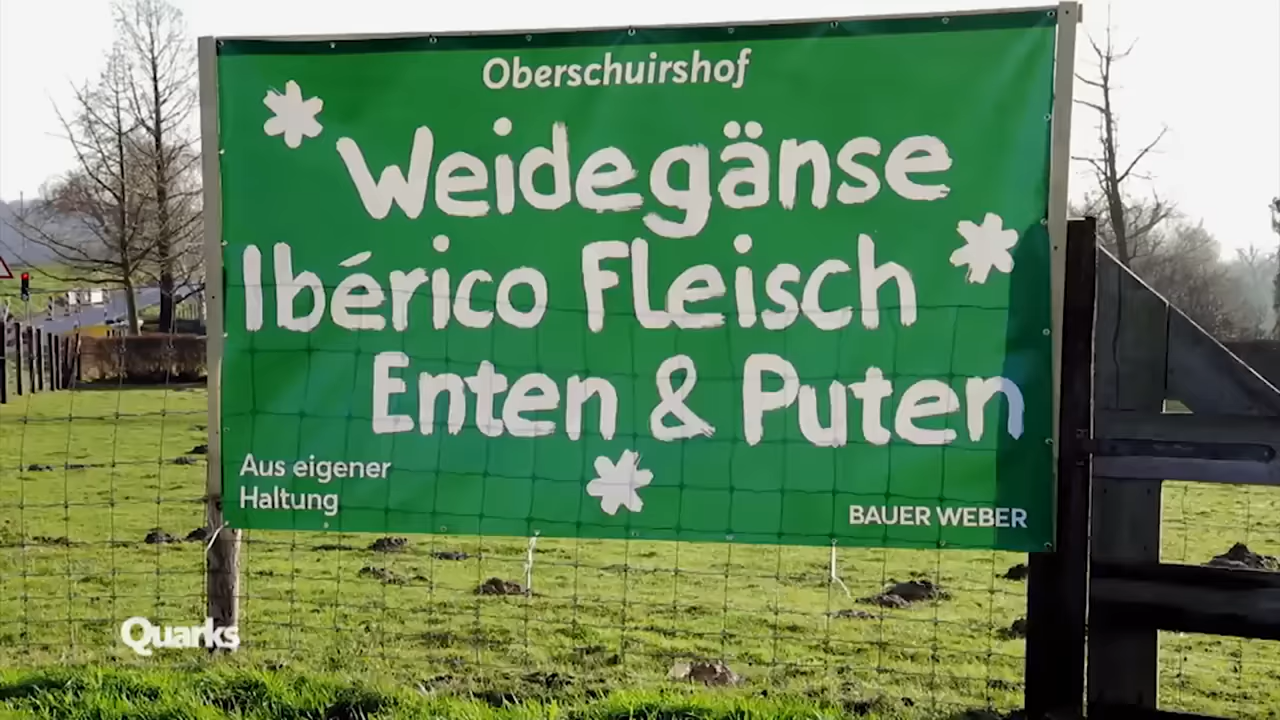 Oberschuirshof
Weidegänse
Ibérico Fleisch
Enten & Puten
Aus eigener
Haltung
BAUER WEBER
Quarks